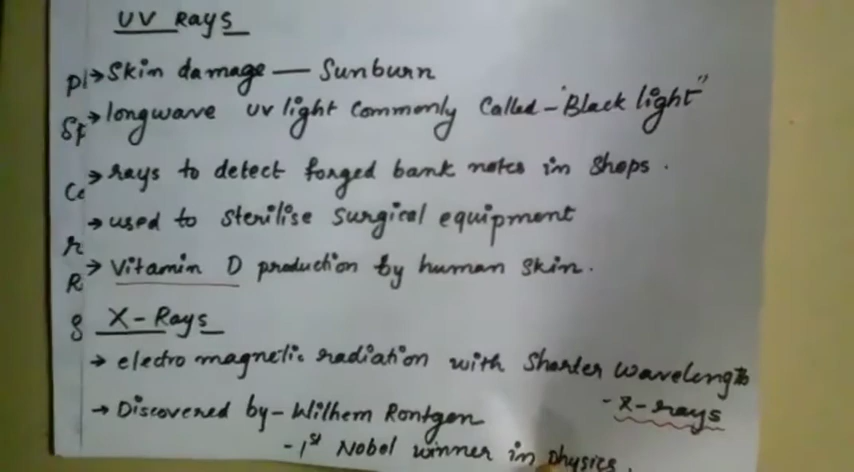 UV Rays
Pl → Skin damage — Sunburn
→ longwave UV light Commonly Called - "Black light"
Ce → rays to detect forged bank notes in Shops.
→ used to Sterilise Surgical equipment
R → Vitamin D production by human skin.
X-Rays
→ electro magnetic radiation with Shorter wavelength
- X-rays
→ Discovered by - Wilhem Rontgen
- 1st Nobel winner in physics.